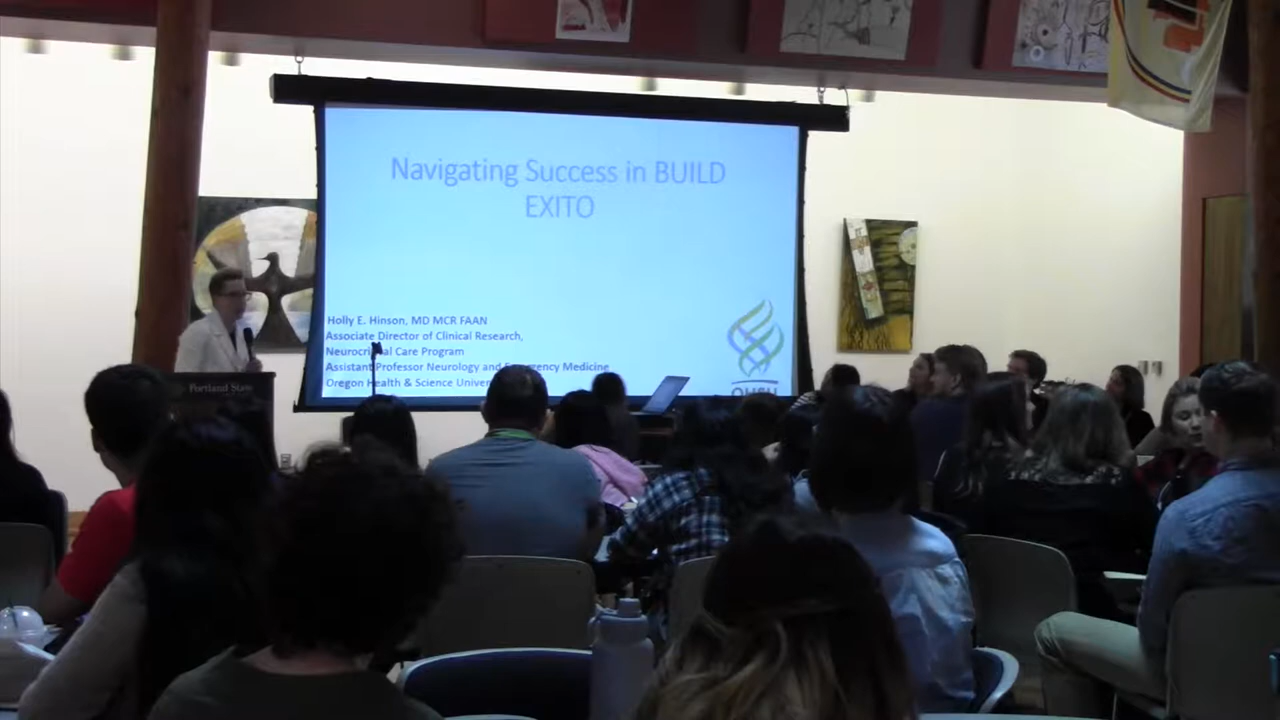 Navigating Success in BUILD
EXITO
Holly E. Hinson, MD MCR FAAN
Associate Director of Clinical Research,
Neurocritical Care Program
Assistant Professor Neurology and Emergency Medicine
Oregon Health & Science Univer
OHSU
Portland State